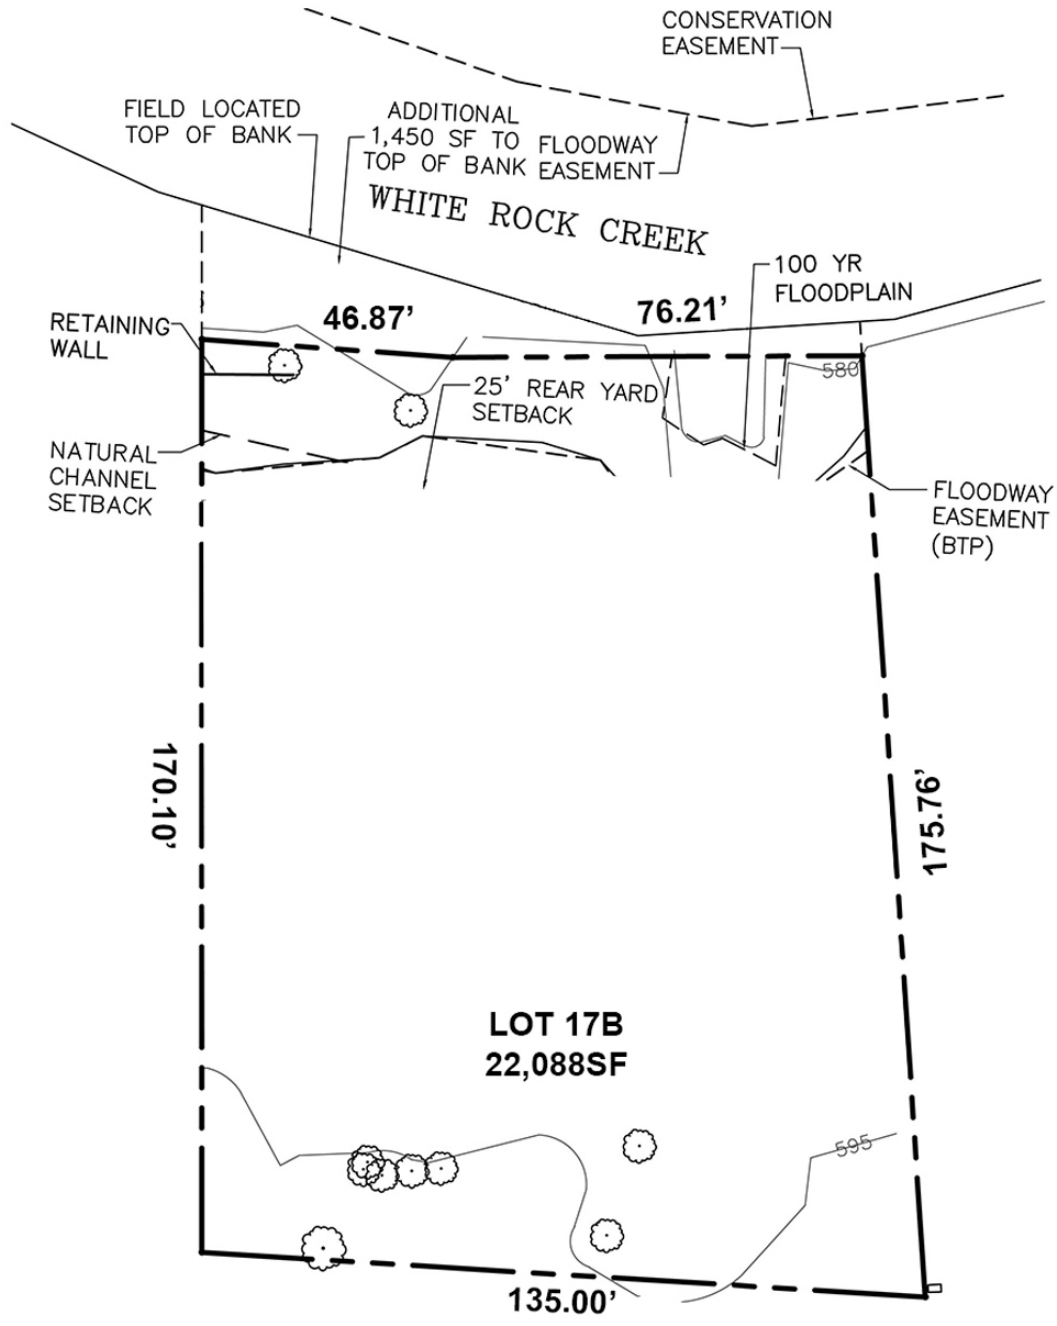 CONSERVATION
EASEMENT
FIELD LOCATED
TOP OF BANK
ADDITIONAL
1,450 SF TO
TOP OF BANK
FLOODWAY
EASEMENT
WHITE ROCK CREEK
100 YR
FLOODPLAIN
46.87'
76.21'
RETAINING
WALL
580
25' REAR YARD
SETBACK
NATURAL
CHANNEL
SETBACK
FLOODWAY
EASEMENT
(BTP)
170.10'
175.76'
LOT 17B
22,088SF
595
135.00'